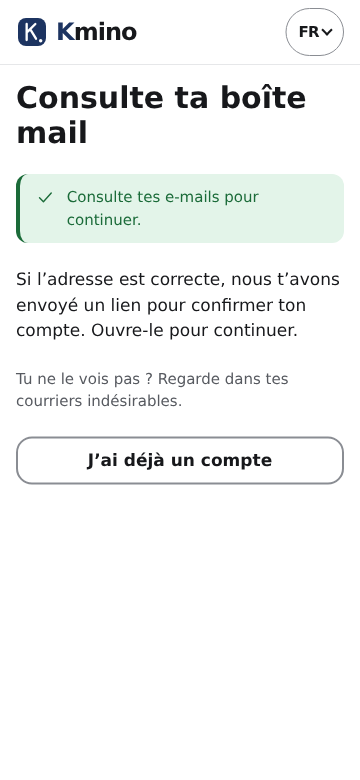 K.
Kmino
FR
Consulte ta boîte
mail
Consulte tes e-mails pour
continuer.
Si l’adresse est correcte, nous t’avons
envoyé un lien pour confirmer ton
compte. Ouvre-le pour continuer.
Tu ne le vois pas ? Regarde dans tes
courriers indésirables.
J’ai déjà un compte